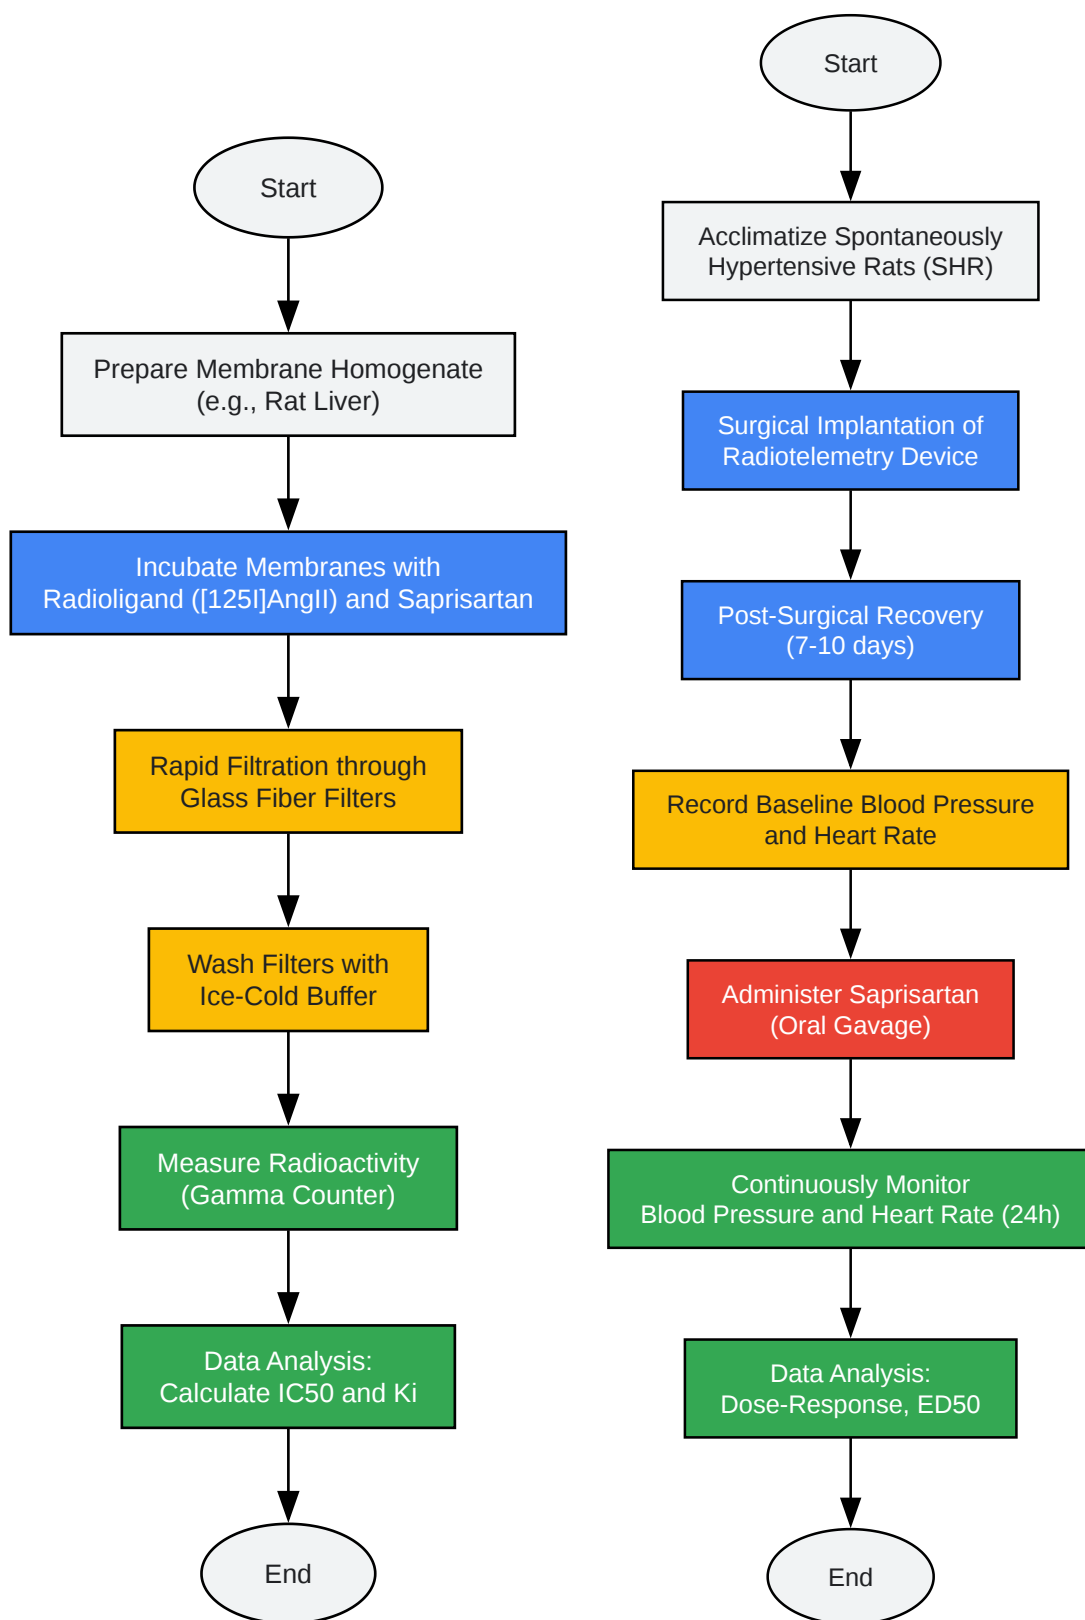 Start
Prepare Membrane Homogenate
(e.g., Rat Liver)
Incubate Membranes with
Radioligand ([125I]AngII) and Saprisartan
Rapid Filtration through
Glass Fiber Filters
Wash Filters with
Ice-Cold Buffer
Measure Radioactivity
(Gamma Counter)
Data Analysis:
Calculate IC50 and Ki
End
Start
Acclimatize Spontaneously
Hypertensive Rats (SHR)
Surgical Implantation of
Radiotelemetry Device
Post-Surgical Recovery
(7-10 days)
Record Baseline Blood Pressure
and Heart Rate
Administer Saprisartan
(Oral Gavage)
Continuously Monitor
Blood Pressure and Heart Rate (24h)
Data Analysis:
Dose-Response, ED50
End